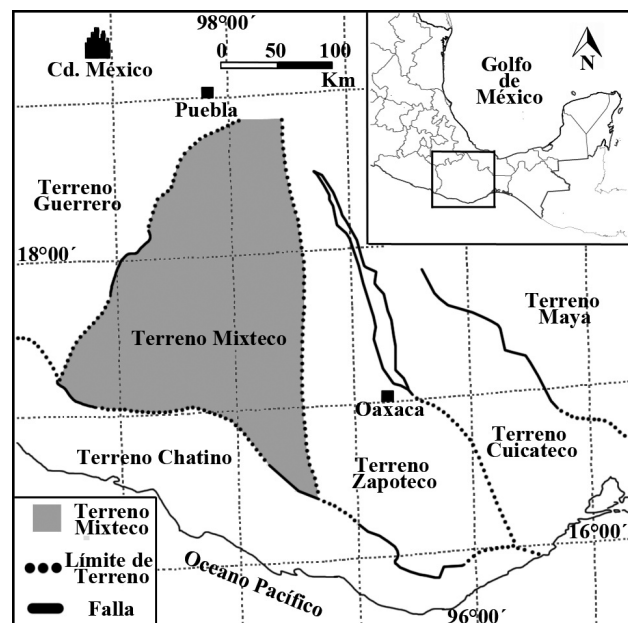 98°00´
Cd. México
0 50 100
Km
Puebla
Golfo
de
México
N
Terreno
Guerrero
18°00´
Terreno
Maya
Terreno Mixteco
Oaxaca
Terreno
Cuicateco
Terreno Chatino
Terreno
Zapoteco
Terreno
Mixteco
Límite de
Terreno
Falla
Oceano Pacífico
16°00´
96°00´